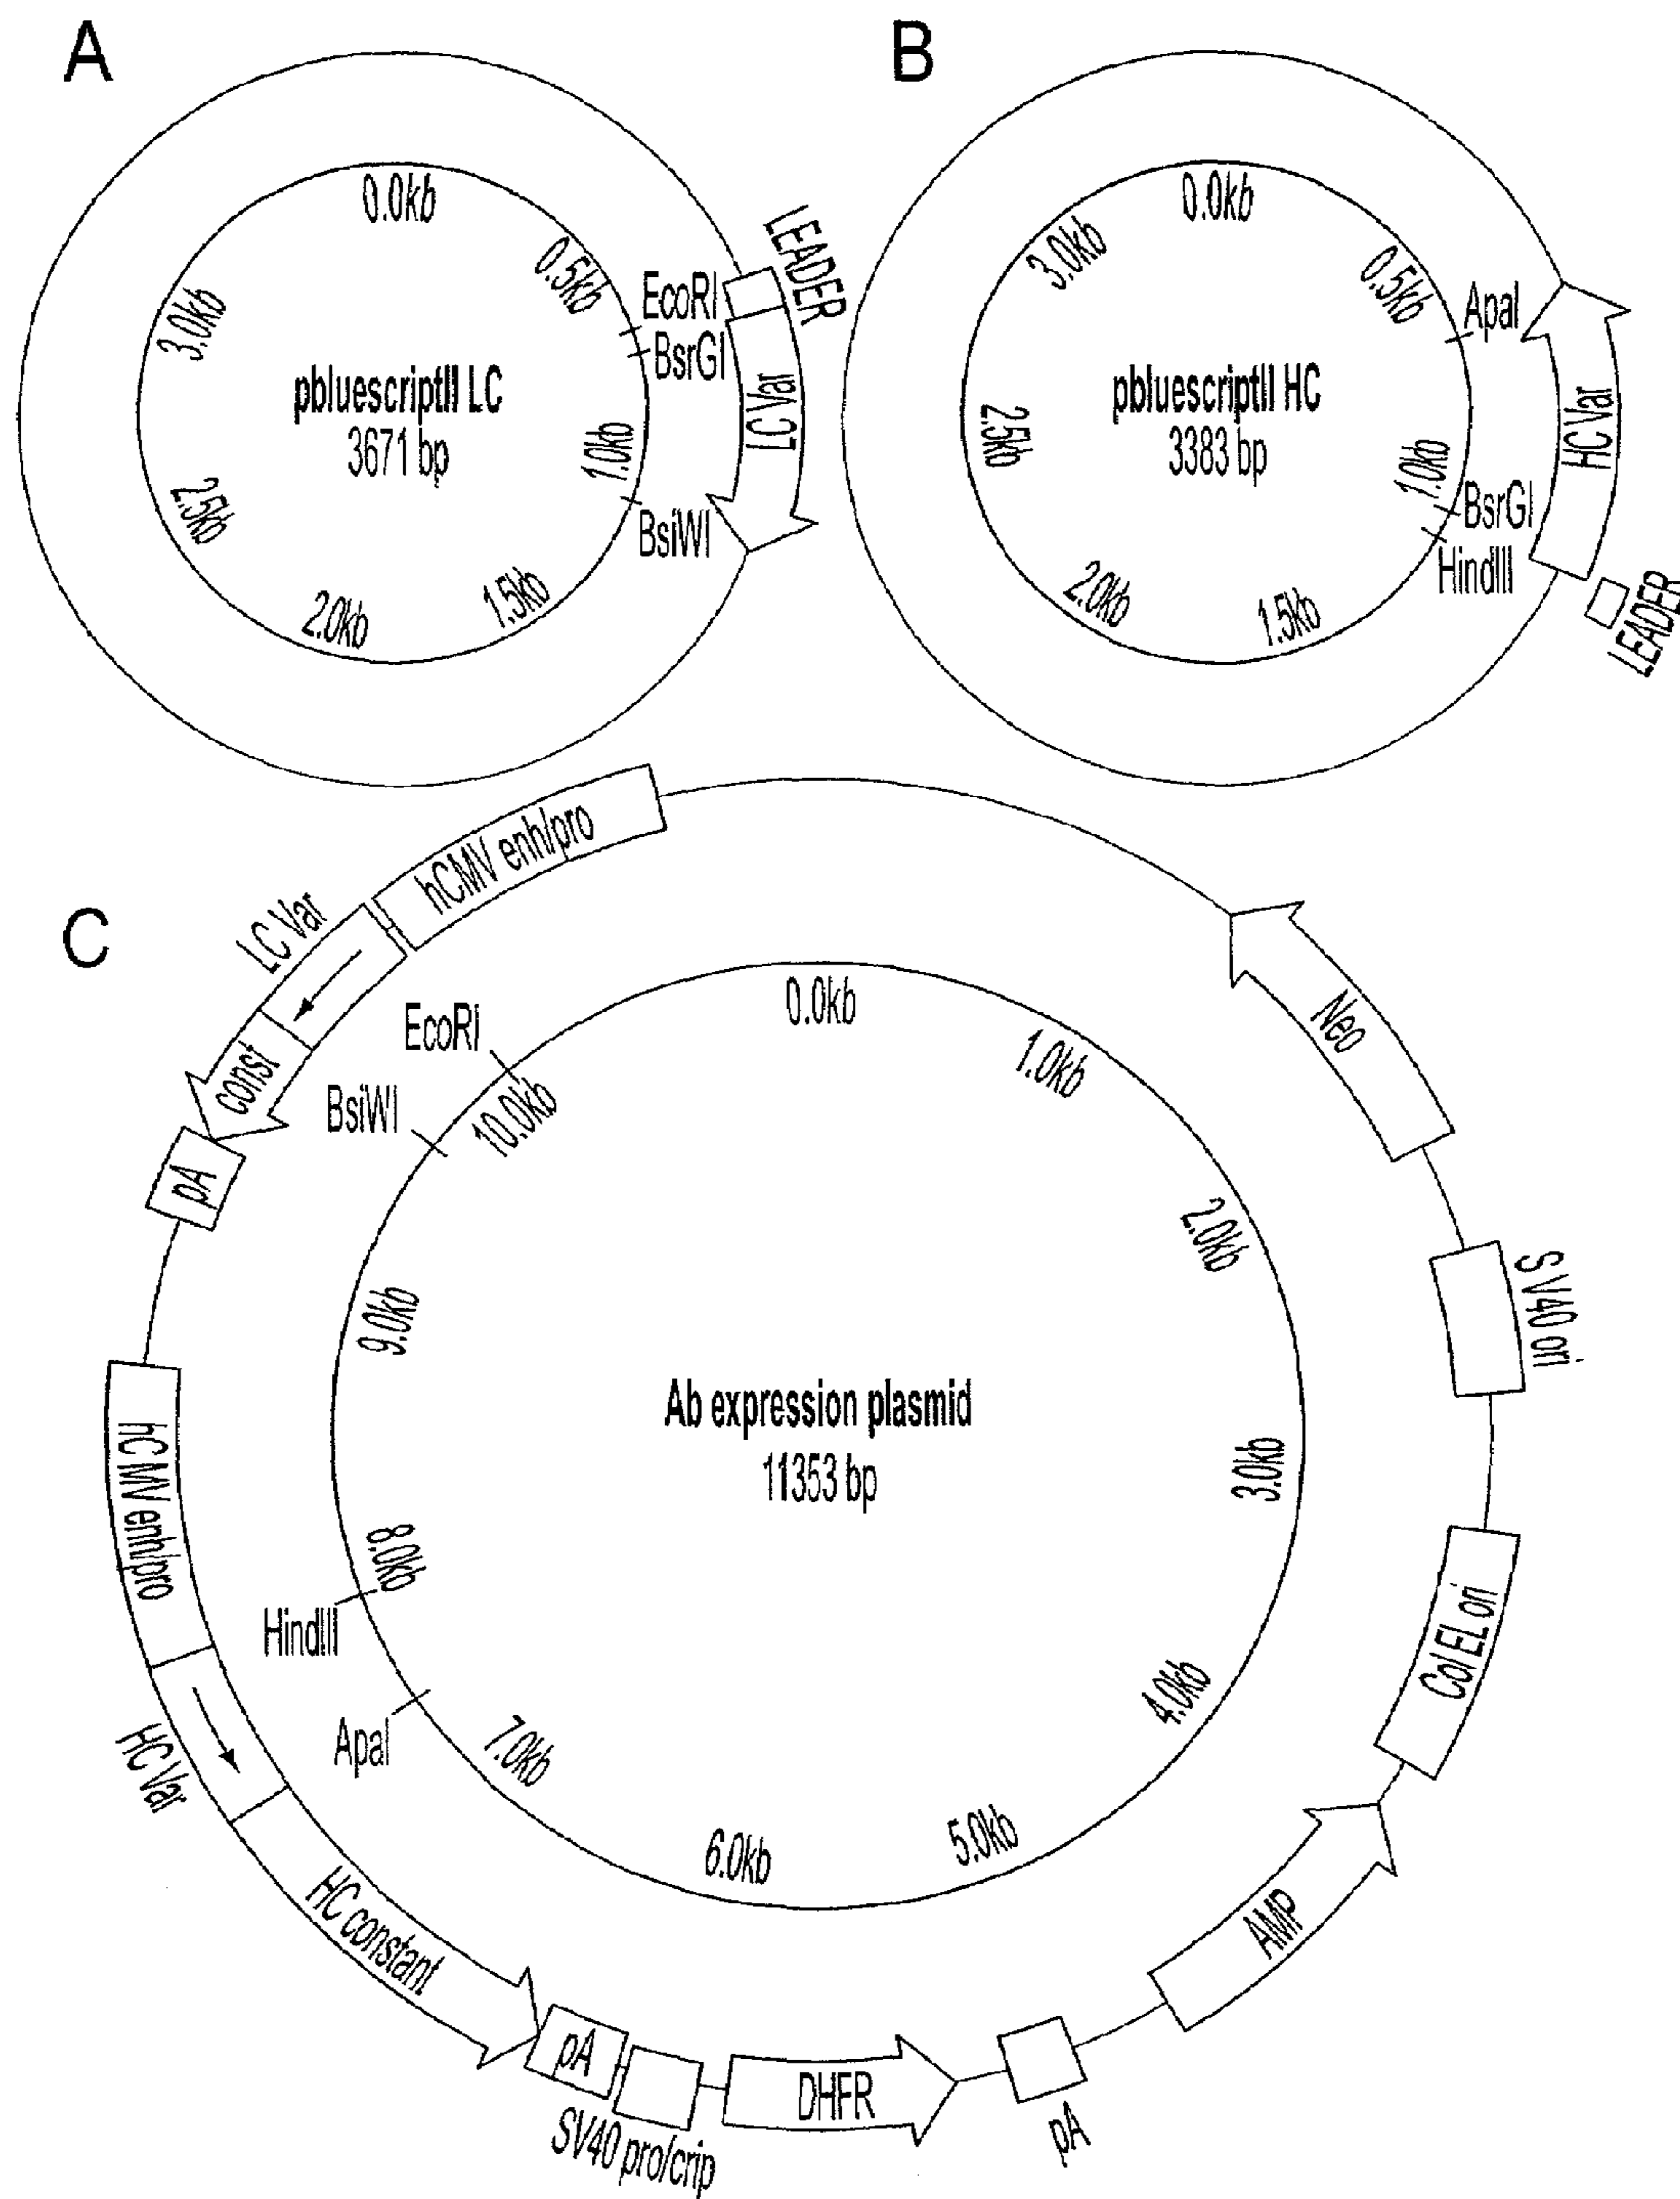 A
0.0kb
0.5kb
EcoRI
BsrGI
LEADER
LC Var
1.0kb
BsiWI
1.5kb
2.0kb
2.5kb
3.0kb
pbluescriptII LC
3671 bp
B
0.0kb
0.5kb
ApaI
HC Var
1.0kb
BsrGI
HindIII
LEADER
1.5kb
2.0kb
2.5kb
3.0kb
pbluescriptII HC
3383 bp
C
hCMV enh/pro
LC Var
const
pA
hCMV enh/pro
HC Var
HC constant
pA
SV40 pro/crip
DHFR
pA
AMP
Col EL ori
SV40 ori
Neo
EcoRi
BsiWI
HindIII
ApaI
0.0kb
1.0kb
2.0kb
3.0kb
4.0kb
5.0kb
6.0kb
7.0kb
8.0kb
9.0kb
10.0kb
Ab expression plasmid
11353 bp